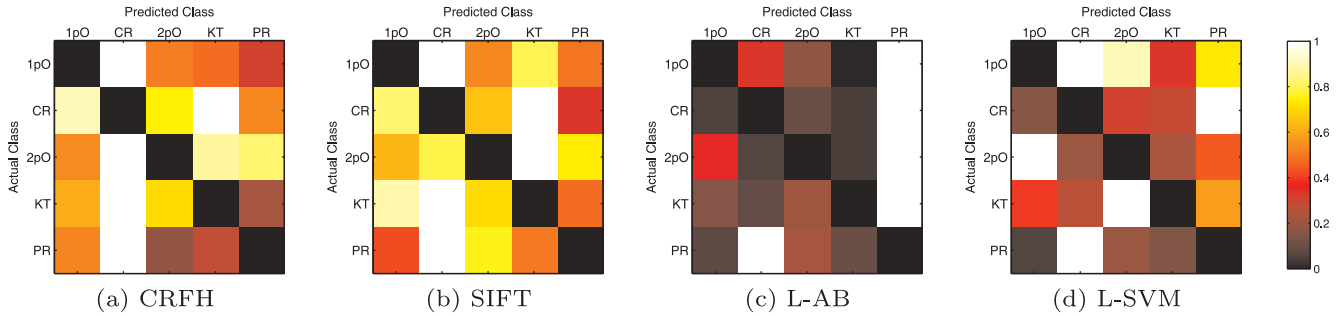 Predicted Class
1pO CR 2pO KT PR
Actual Class
1pO
CR
2pO
KT
PR
(a) CRFH
Predicted Class
1pO CR 2pO KT PR
Actual Class
1pO
CR
2pO
KT
PR
(b) SIFT
Predicted Class
1pO CR 2pO KT PR
Actual Class
1pO
CR
2pO
KT
PR
(c) L-AB
Predicted Class
1pO CR 2pO KT PR
Actual Class
1pO
CR
2pO
KT
PR
(d) L-SVM
1
0.8
0.6
0.4
0.2
0